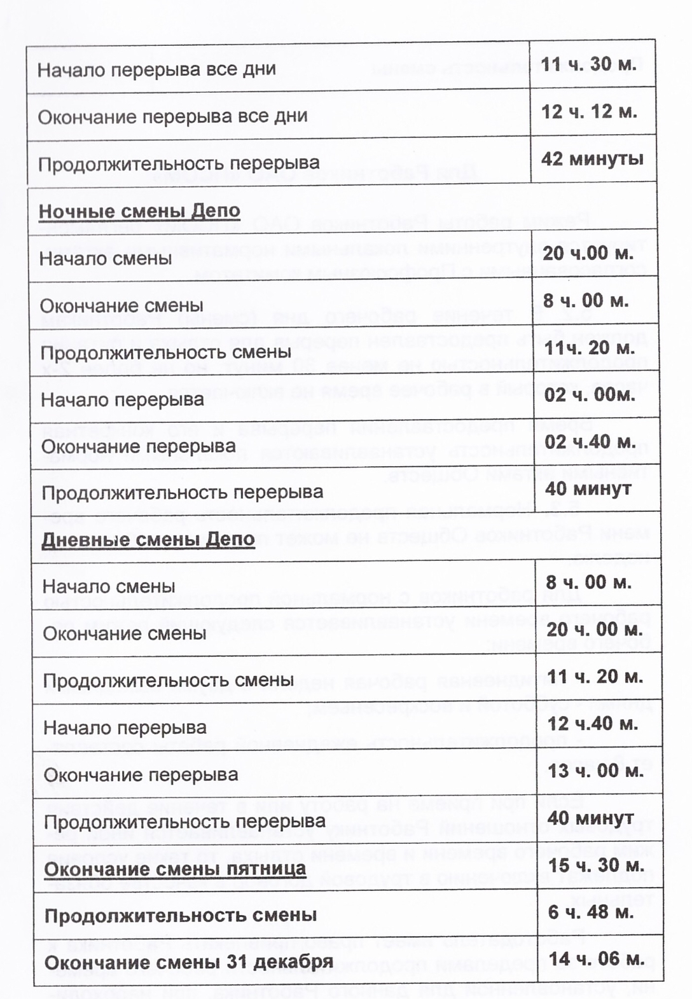 Начало перерыва все дни 11 ч. 30 м.
Окончание перерыва все дни 12 ч. 12 м.
Продолжительность перерыва 42 минуты
Ночные смены Депо
Начало смены 20 ч.00 м.
Окончание смены 8 ч. 00 м.
Продолжительность смены 11ч. 20 м.
Начало перерыва 02 ч. 00м.
Окончание перерыва 02 ч.40 м.
Продолжительность перерыва 40 минут
Дневные смены Депо
Начало смены 8 ч. 00 м.
Окончание смены 20 ч. 00 м.
Продолжительность смены 11 ч. 20 м.
Начало перерыва 12 ч.40 м.
Окончание перерыва 13 ч. 00 м.
Продолжительность перерыва 40 минут
Окончание смены пятница 15 ч. 30 м.
Продолжительность смены 6 ч. 48 м.
Окончание смены 31 декабря 14 ч. 06 м.